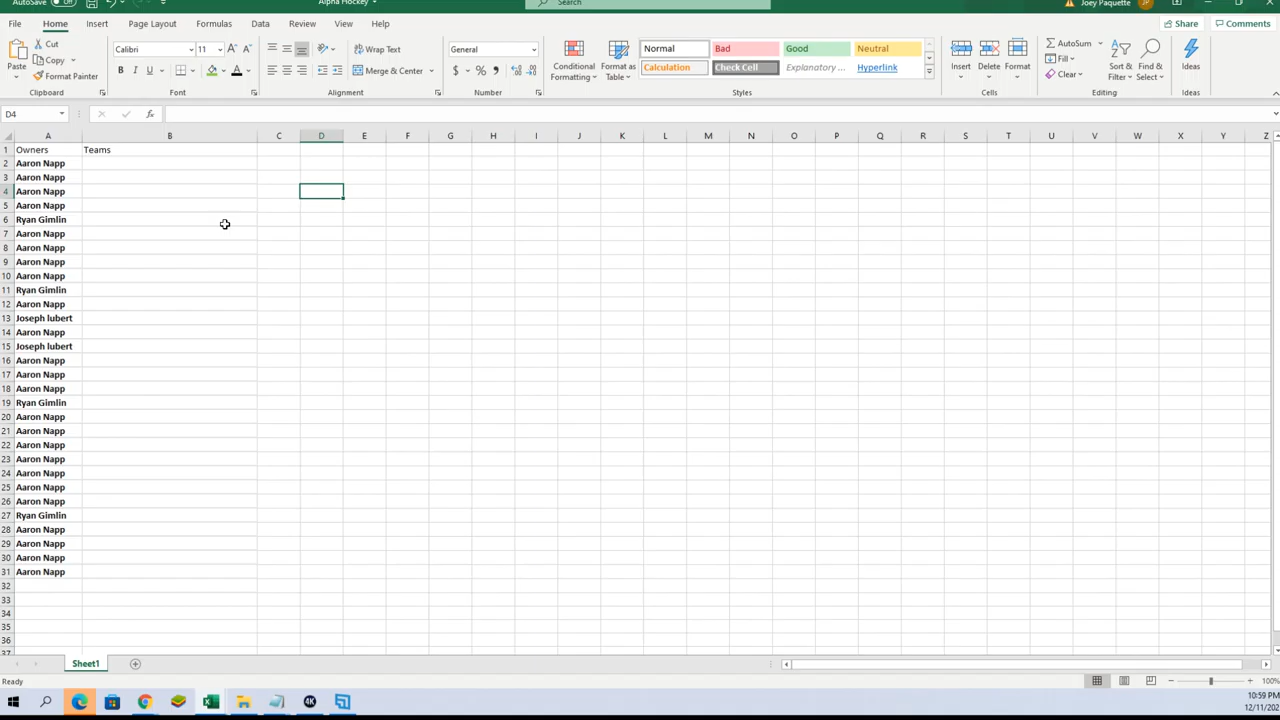 AutoSave Off Alpha Hockey Search Joey Paquette JP
File Home Insert Page Layout Formulas Data Review View Help Share Comments
Paste Cut Copy Format Painter Clipboard
Calibri 11 B I U A Font
Wrap Text Merge & Center Alignment
General $ % Number
Conditional Formatting Format as Table
Normal Bad Good Neutral
Calculation Check Cell Explanatory ... Hyperlink
Styles
Insert Delete Format Cells
AutoSum Fill Clear Sort & Filter Find & Select Editing
Ideas Ideas
D4 fx
A B C D E F G H I J K L M N O P Q R S T U V W X Y Z
1 Owners Teams
2 Aaron Napp
3 Aaron Napp
4 Aaron Napp
5 Aaron Napp
6 Ryan Gimlin
7 Aaron Napp
8 Aaron Napp
9 Aaron Napp
10 Aaron Napp
11 Ryan Gimlin
12 Aaron Napp
13 Joseph lubert
14 Aaron Napp
15 Joseph lubert
16 Aaron Napp
17 Aaron Napp
18 Aaron Napp
19 Ryan Gimlin
20 Aaron Napp
21 Aaron Napp
22 Aaron Napp
23 Aaron Napp
24 Aaron Napp
25 Aaron Napp
26 Aaron Napp
27 Ryan Gimlin
28 Aaron Napp
29 Aaron Napp
30 Aaron Napp
31 Aaron Napp
32
33
34
35
36
37
Sheet1
Ready 100%
4K 10:59 PM
12/11/202